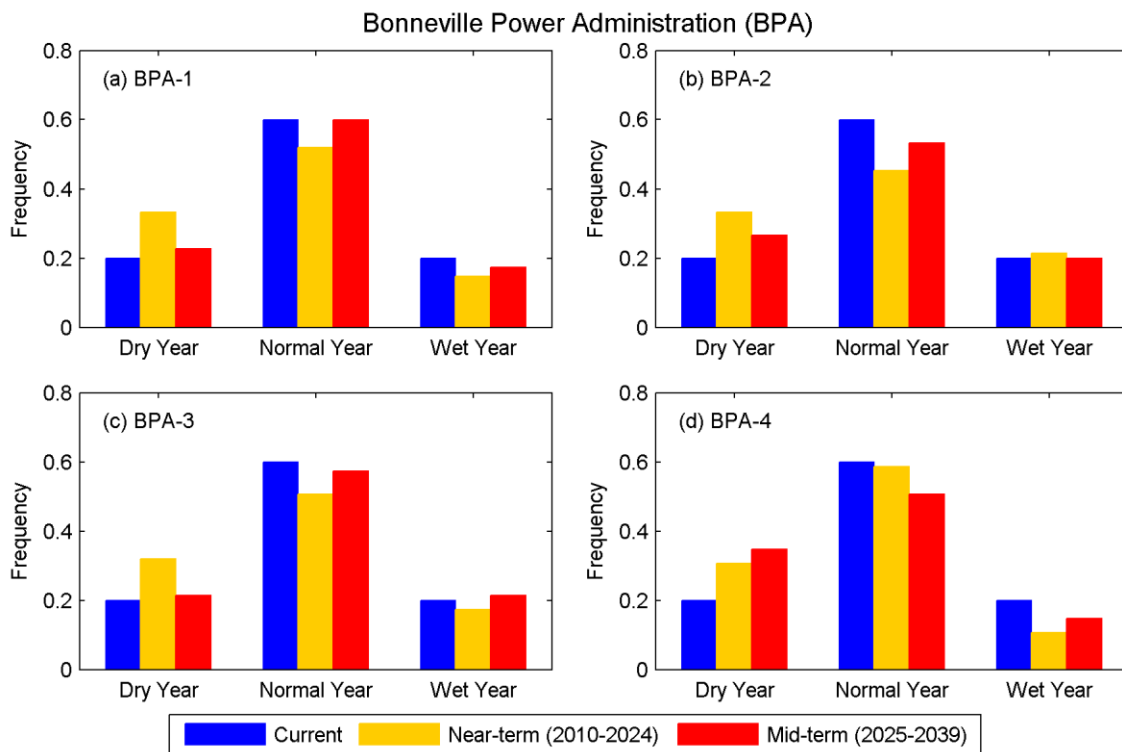 Bonneville Power Administration (BPA)
0.8
0.6
0.4
0.2
0
Frequency
(a) BPA-1
Dry Year Normal Year Wet Year
0.8
0.6
0.4
0.2
0
Frequency
(b) BPA-2
Dry Year Normal Year Wet Year
0.8
0.6
0.4
0.2
0
Frequency
(c) BPA-3
Dry Year Normal Year Wet Year
0.8
0.6
0.4
0.2
0
Frequency
(d) BPA-4
Dry Year Normal Year Wet Year
Current Near-term (2010-2024) Mid-term (2025-2039)